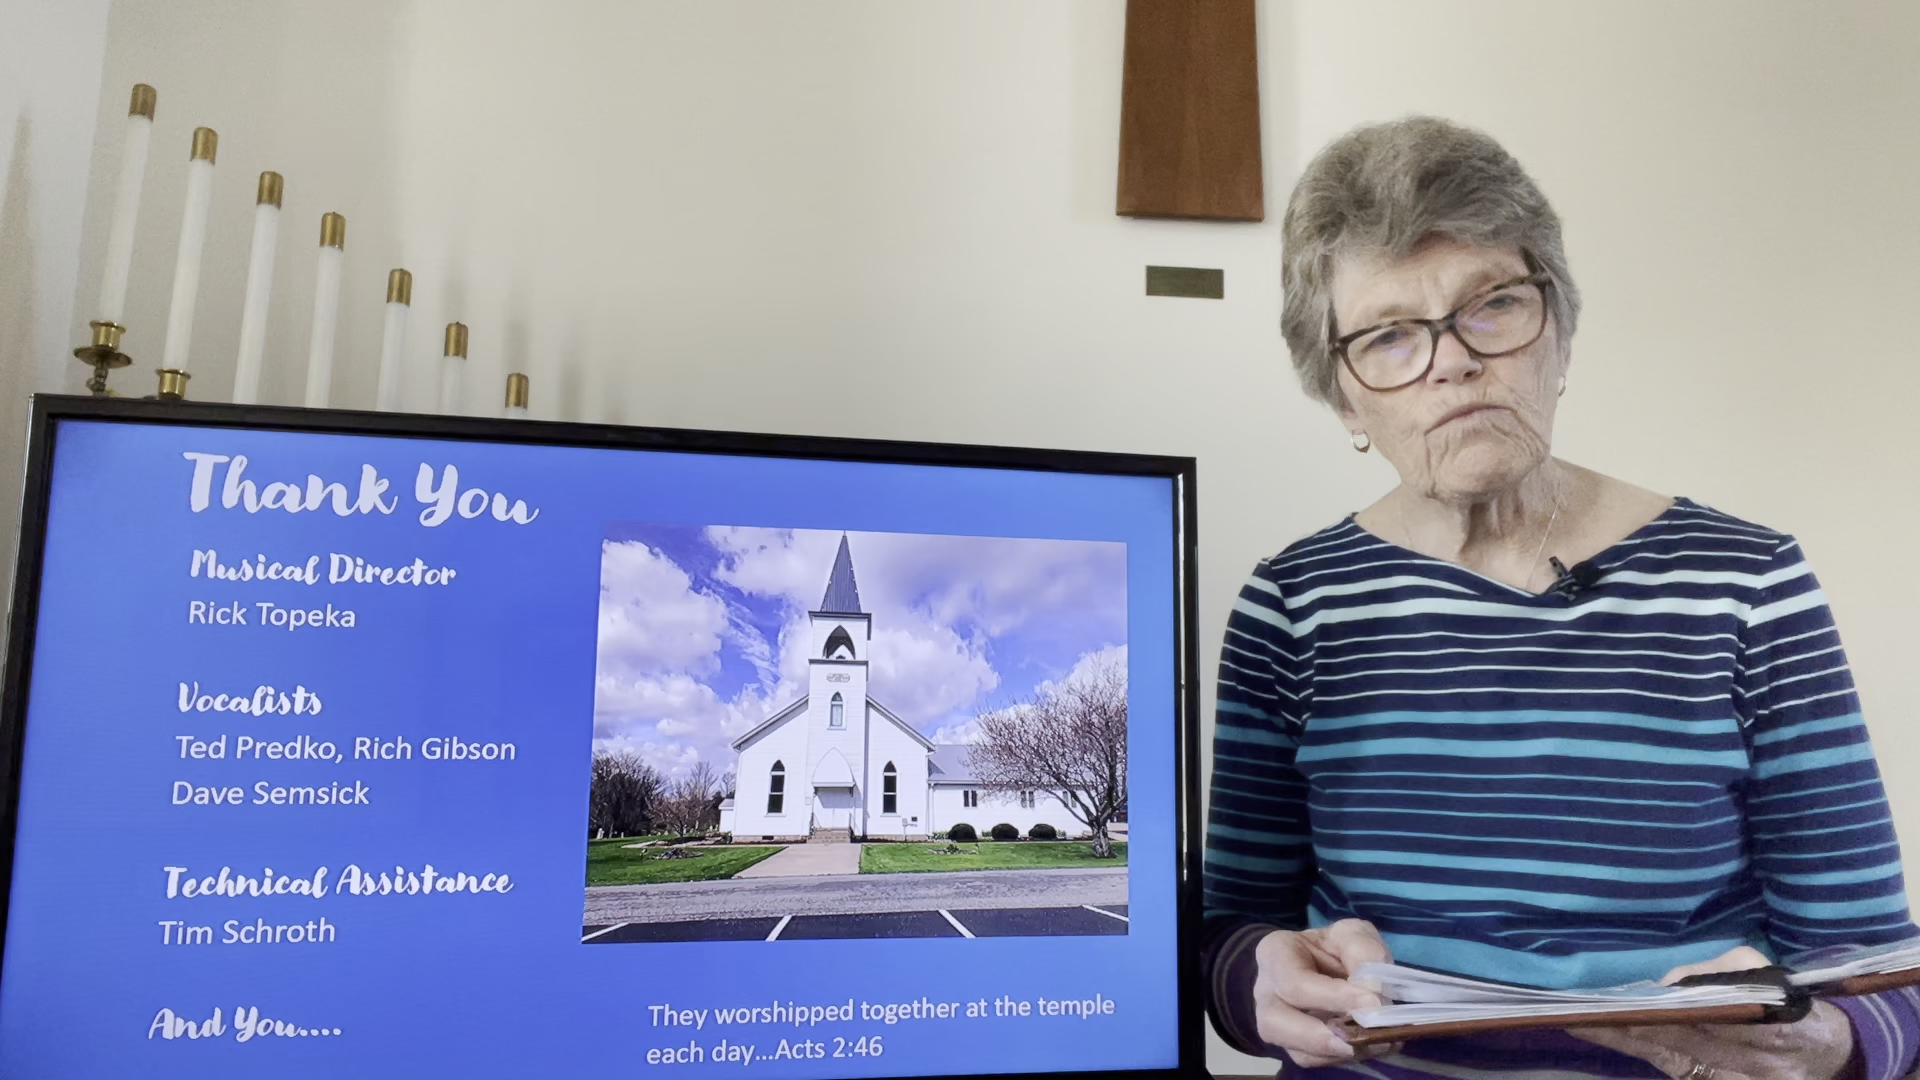 Thank You
Musical Director
Rick Topeka
Vocalists
Ted Predko, Rich Gibson
Dave Semsick
Technical Assistance
Tim Schroth
And You....
They worshipped together at the temple
each day...Acts 2:46